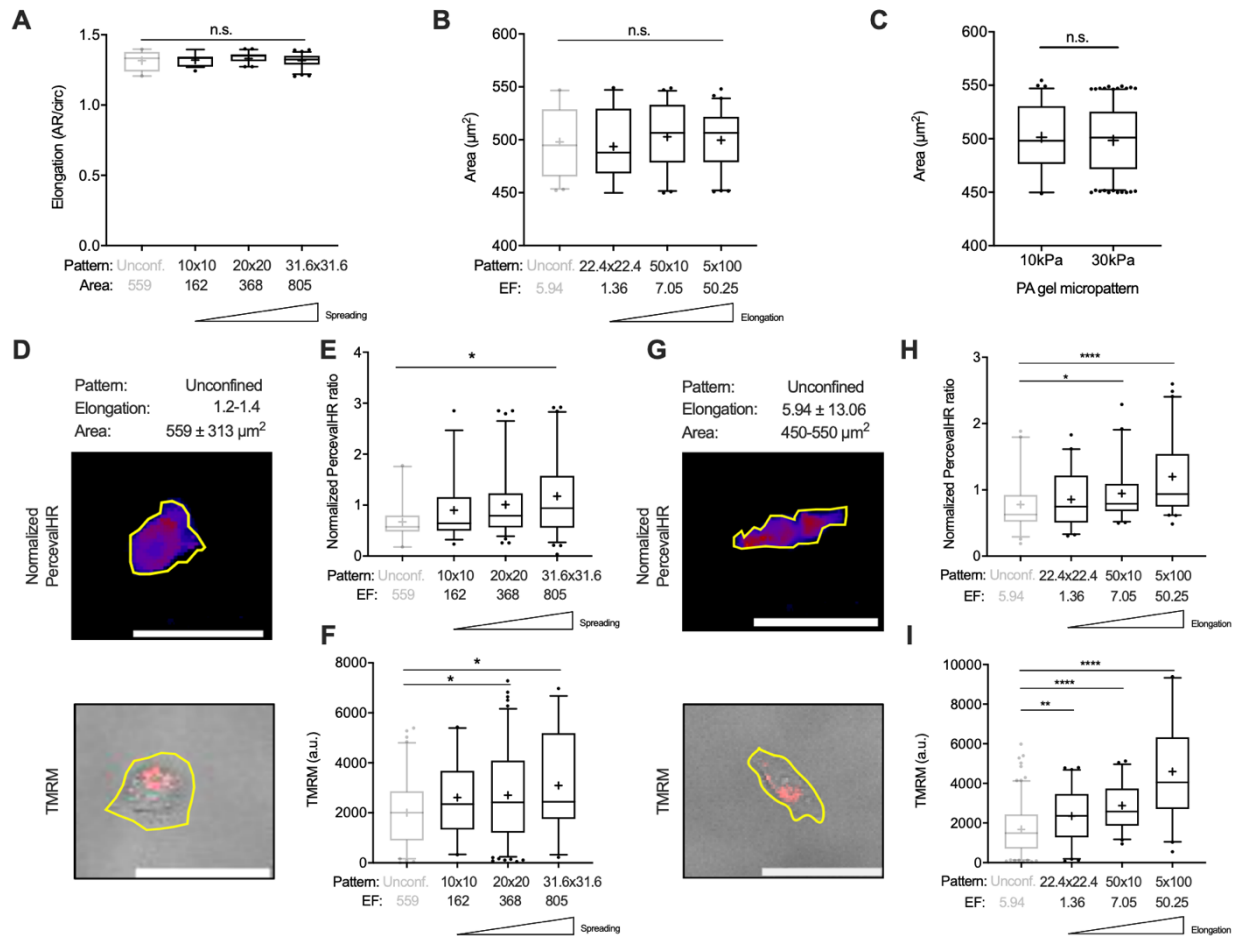 A
n.s.
Elongation (AR/circ)
1.5
1.0
0.5
0.0
Pattern: Unconf. 10x10 20x20 31.6x31.6
Area: 559 162 368 805
Spreading
B
n.s.
Area (µm²)
600
550
500
450
400
Pattern: Unconf. 22.4x22.4 50x10 5x100
EF: 5.94 1.36 7.05 50.25
Elongation
C
n.s.
Area (µm²)
600
550
500
450
400
10kPa 30kPa
PA gel micropattern
D
Pattern: Unconfined
Elongation: 1.2-1.4
Area: 559 ± 313 µm²
Normalized
PercevalHR
TMRM
E
*
Normalized PercevalHR ratio
4
3
2
1
0
Pattern: Unconf. 10x10 20x20 31.6x31.6
EF: 559 162 368 805
Spreading
F
*
*
TMRM (a.u.)
8000
6000
4000
2000
0
Pattern: Unconf. 10x10 20x20 31.6x31.6
EF: 559 162 368 805
Spreading
G
Pattern: Unconfined
Elongation: 5.94 ± 13.06
Area: 450-550 µm²
Normalized
PercevalHR
TMRM
H
****
*
Normalized PercevalHR ratio
3
2
1
0
Pattern: Unconf. 22.4x22.4 50x10 5x100
EF: 5.94 1.36 7.05 50.25
Elongation
I
****
****
**
TMRM (a.u.)
10000
8000
6000
4000
2000
0
Pattern: Unconf. 22.4x22.4 50x10 5x100
EF: 5.94 1.36 7.05 50.25
Elongation